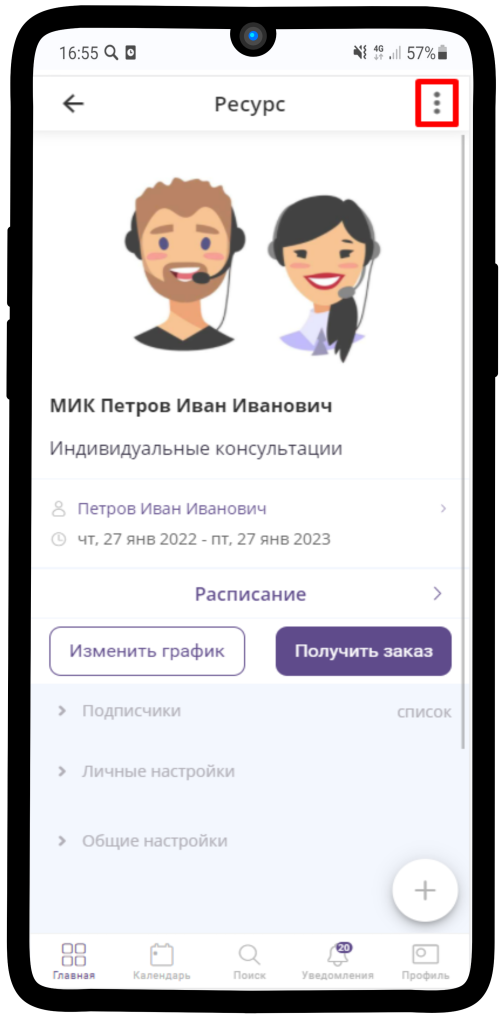 16:55
4G
57%
Ресурс
МИК Петров Иван Иванович
Индивидуальные консультации
Петров Иван Иванович
чт, 27 янв 2022 - пт, 27 янв 2023
Расписание
Изменить график
Получить заказ
Подписчики
список
Личные настройки
Общие настройки
20
Главная
Календарь
Поиск
Уведомления
Профиль